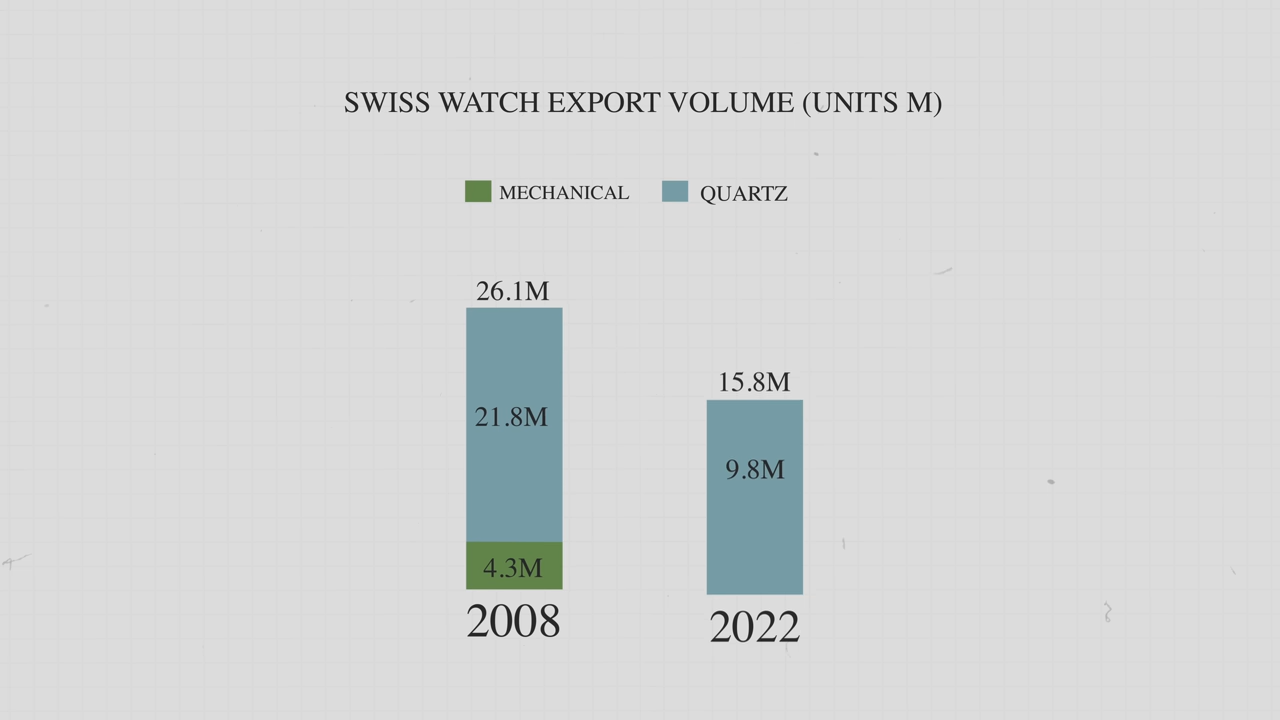 SWISS WATCH EXPORT VOLUME (UNITS M)
MECHANICAL
QUARTZ
26.1M
21.8M
4.3M
2008
15.8M
9.8M
2022